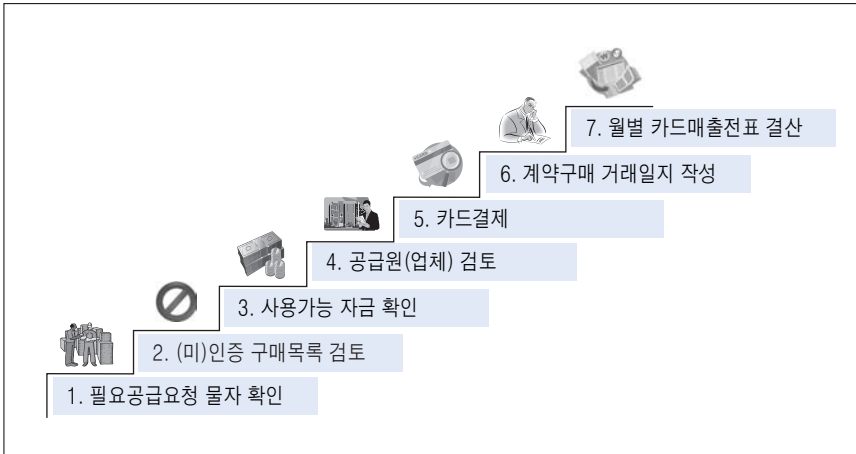 7. 월별 카드매출전표 결산
6. 계약구매 거래일지 작성
5. 카드결제
4. 공급원(업체) 검토
3. 사용가능 자금 확인
2. (미)인증 구매목록 검토
1. 필요공급요청 물자 확인